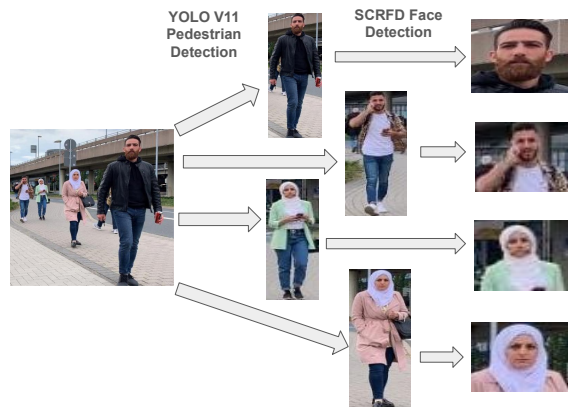 YOLO V11
Pedestrian
Detection
SCRFD Face
Detection